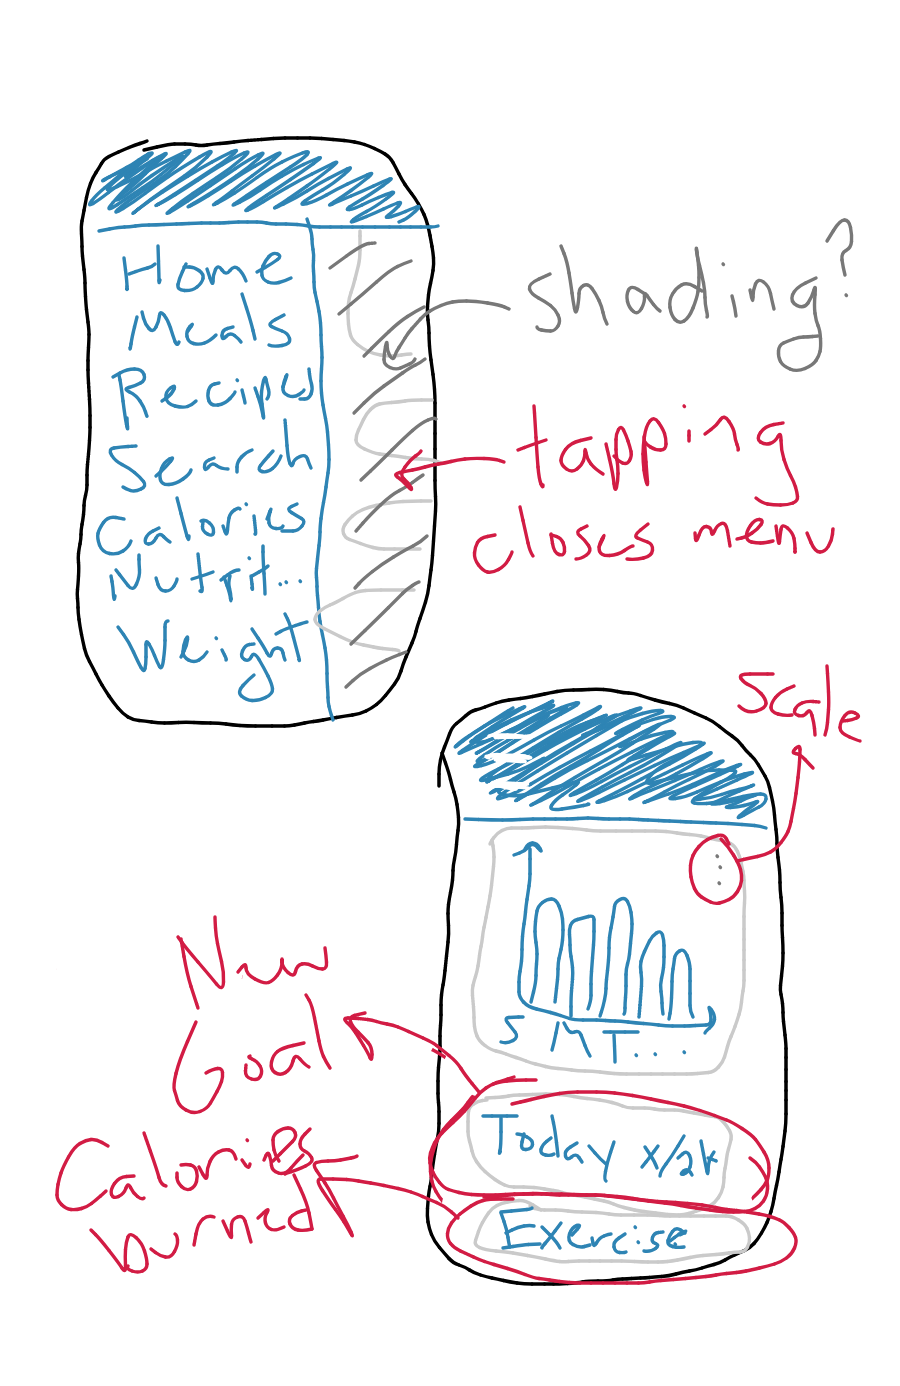 Home
Meals
Recipes
Search
Calories
Nutrit...
Weight
shading?
tapping
closes menu
Scale
S M T...
Today x/2k
Exercise
New
Goal
Calories
burned